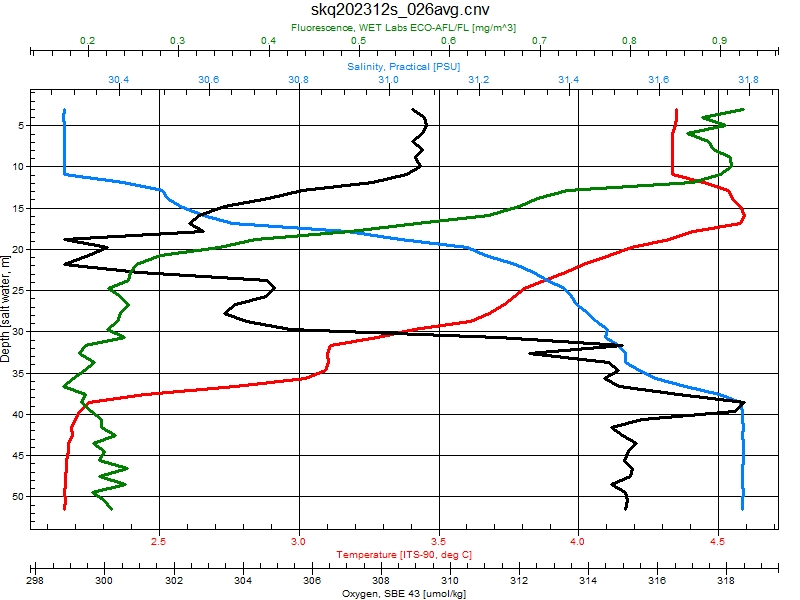 skq202312s_026avg.cnv
Fluorescence, WET Labs ECO-AFL/FL [mg/m^3]
0.2 0.3 0.4 0.5 0.6 0.7 0.8 0.9
Salinity, Practical [PSU]
30.4 30.6 30.8 31.0 31.2 31.4 31.6 31.8
5
10
15
20
25
30
35
40
45
50
Depth [salt water, m]
2.5 3.0 3.5 4.0 4.5
Temperature [ITS-90, deg C]
298 300 302 304 306 308 310 312 314 316 318
Oxygen, SBE 43 [umol/kg]